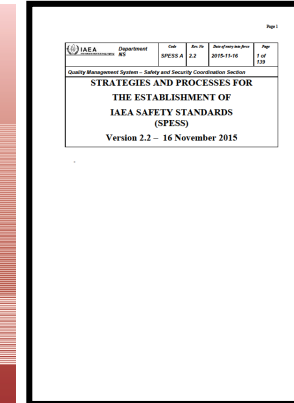 Page 1
IAEA Department NS Code SPESS A Rev. No 2.2 Date of entry into force 2015-11-16 Page 1 of 139
Quality Management System – Safety and Security Coordination Section
STRATEGIES AND PROCESSES FOR
THE ESTABLISHMENT OF
IAEA SAFETY STANDARDS
(SPESS)
Version 2.2 – 16 November 2015